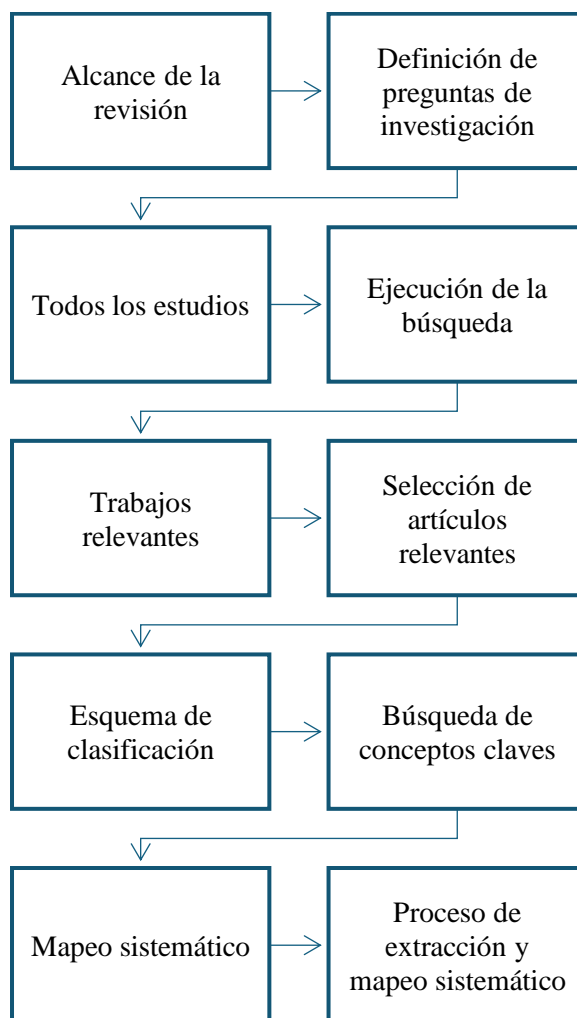 Alcance de la
revisión
Definición de
preguntas de
investigación
Todos los estudios
Ejecución de la
búsqueda
Trabajos
relevantes
Selección de
artículos
relevantes
Esquema de
clasificación
Búsqueda de
conceptos claves
Mapeo sistemático
Proceso de
extracción y
mapeo sistemático